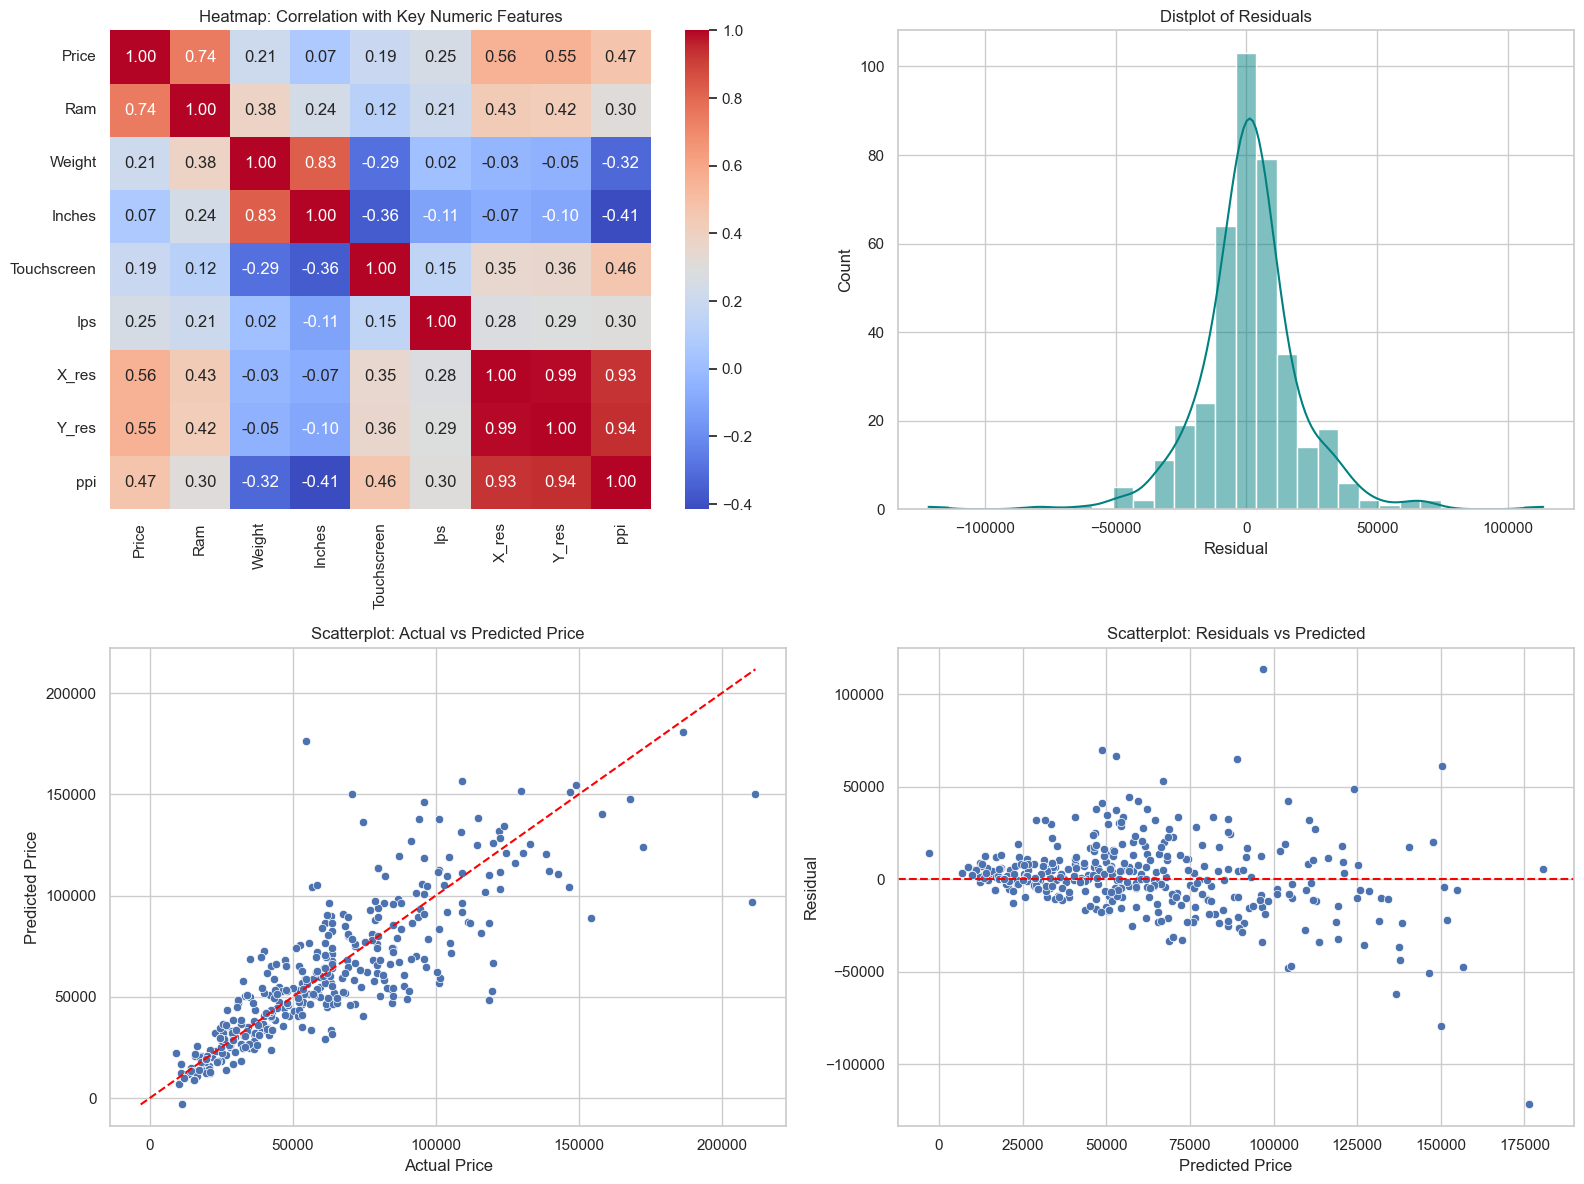 Heatmap: Correlation with Key Numeric Features
Price 1.00 0.74 0.21 0.07 0.19 0.25 0.56 0.55 0.47
Ram 0.74 1.00 0.38 0.24 0.12 0.21 0.43 0.42 0.30
Weight 0.21 0.38 1.00 0.83 -0.29 0.02 -0.03 -0.05 -0.32
Inches 0.07 0.24 0.83 1.00 -0.36 -0.11 -0.07 -0.10 -0.41
Touchscreen 0.19 0.12 -0.29 -0.36 1.00 0.15 0.35 0.36 0.46
Ips 0.25 0.21 0.02 -0.11 0.15 1.00 0.28 0.29 0.30
X_res 0.56 0.43 -0.03 -0.07 0.35 0.28 1.00 0.99 0.93
Y_res 0.55 0.42 -0.05 -0.10 0.36 0.29 0.99 1.00 0.94
ppi 0.47 0.30 -0.32 -0.41 0.46 0.30 0.93 0.94 1.00
Price Ram Weight Inches Touchscreen Ips X_res Y_res ppi
1.0
0.8
0.6
0.4
0.2
0.0
−0.2
−0.4
Distplot of Residuals
Count
100
80
60
40
20
0
−100000 −50000 0 50000 100000
Residual
Scatterplot: Actual vs Predicted Price
Predicted Price
200000
150000
100000
50000
0
0 50000 100000 150000 200000
Actual Price
Scatterplot: Residuals vs Predicted
Residual
100000
50000
0
−50000
−100000
0 25000 50000 75000 100000 125000 150000 175000
Predicted Price